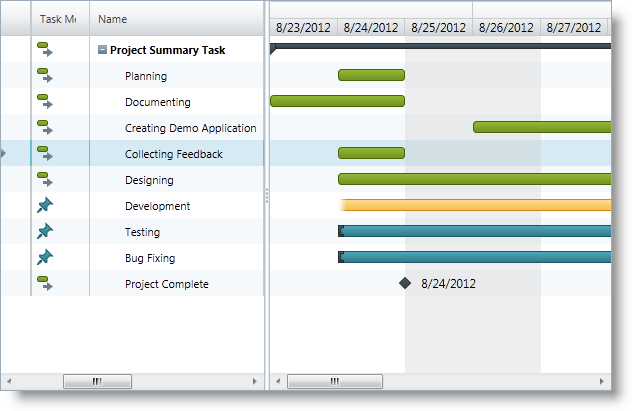 Task Mo Name 8/23/2012 8/24/2012 8/25/2012 8/26/2012 8/27/2012
Project Summary Task
Planning
Documenting
Creating Demo Application
Collecting Feedback
Designing
Development
Testing
Bug Fixing
Project Complete 8/24/2012